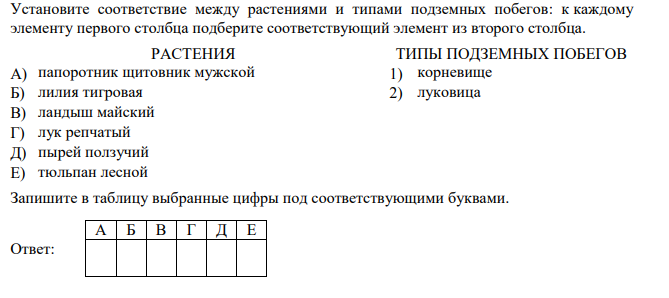 Установите соответствие между растениями и типами подземных побегов: к каждому
элементу первого столбца подберите соответствующий элемент из второго столбца.
РАСТЕНИЯ
А) папоротник щитовник мужской
Б) лилия тигровая
В) ландыш майский
Г) лук репчатый
Д) пырей ползучий
Е) тюльпан лесной
ТИПЫ ПОДЗЕМНЫХ ПОБЕГОВ
1) корневище
2) луковица
Запишите в таблицу выбранные цифры под соответствующими буквами.
Ответ:
А Б В Г Д Е